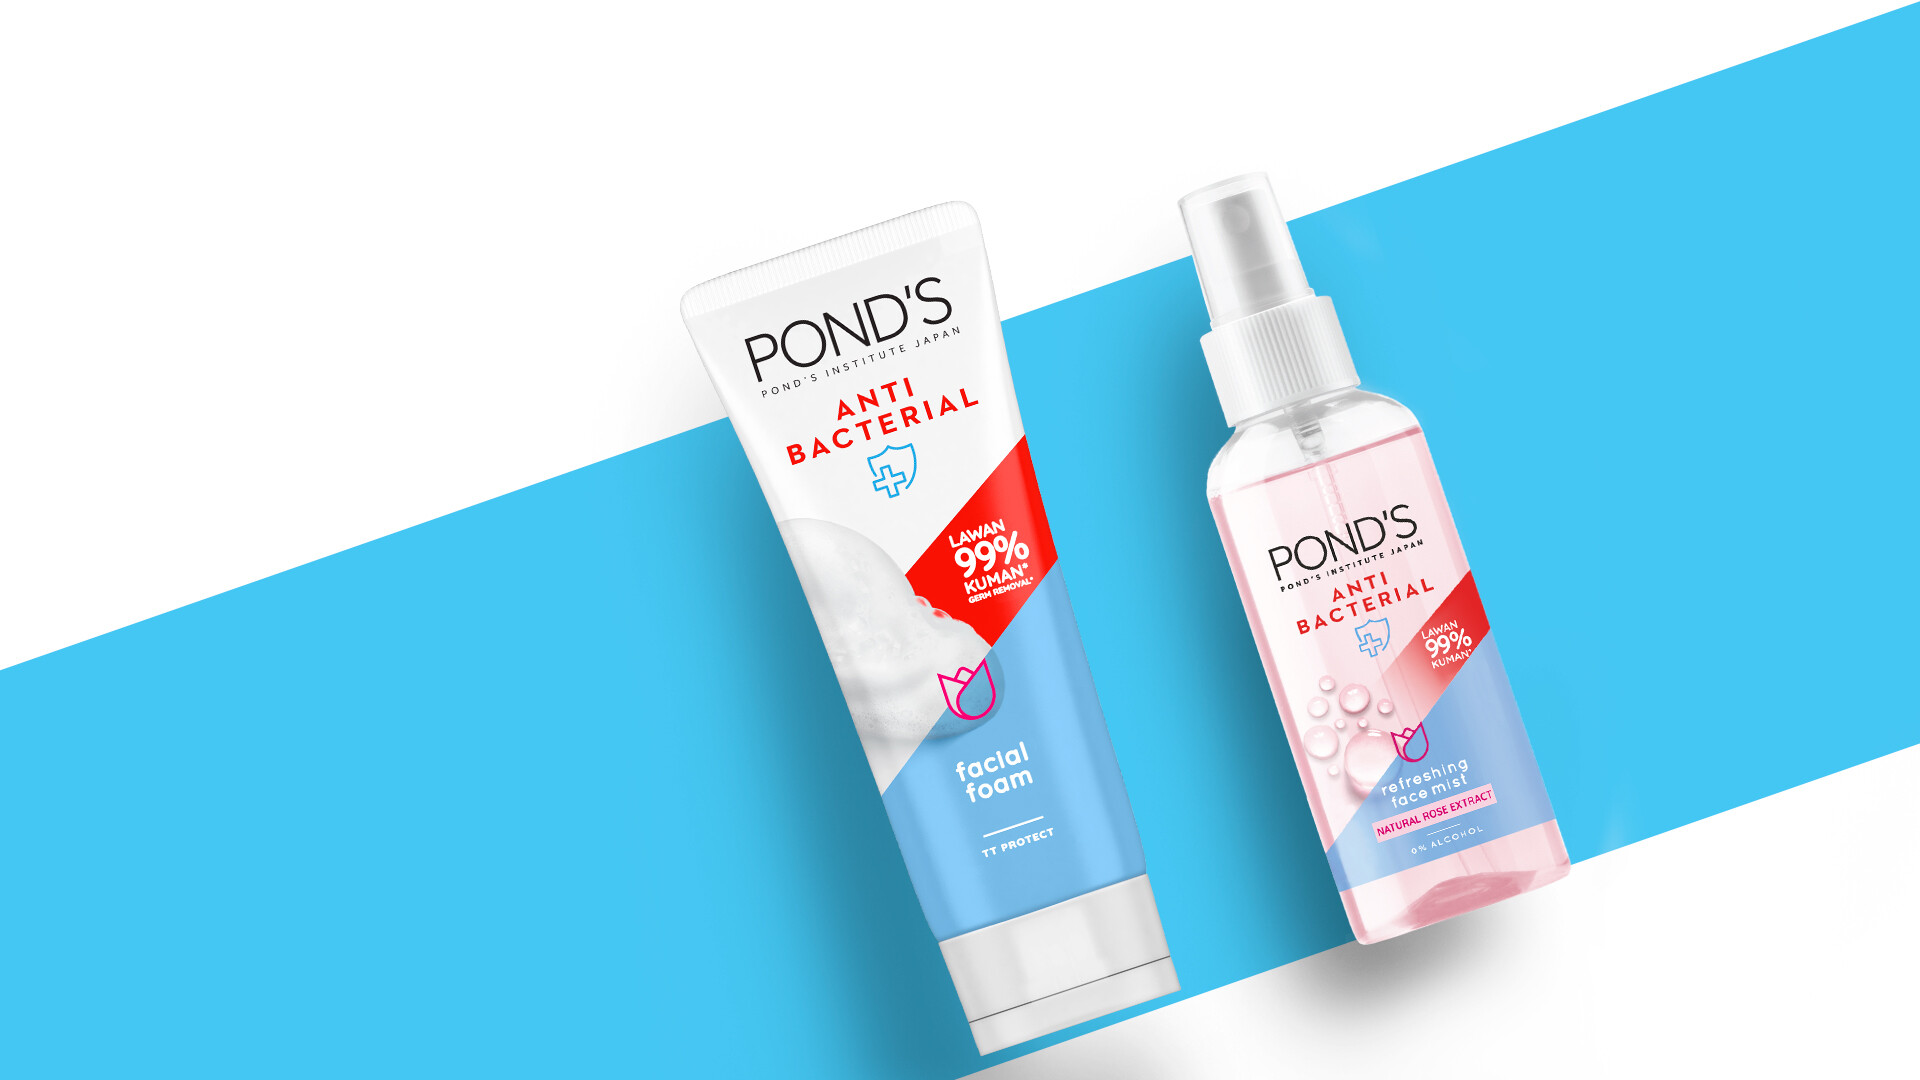 POND'S
POND'S INSTITUTE JAPAN
ANTI
BACTERIAL
LAWAN
99%
KUMAN*
GERM REMOVAL*
facial
foam
TT PROTECT
POND'S
POND'S INSTITUTE JAPAN
ANTI
BACTERIAL
LAWAN
99%
KUMAN*
refreshing
face mist
NATURAL ROSE EXTRACT
0% ALCOHOL